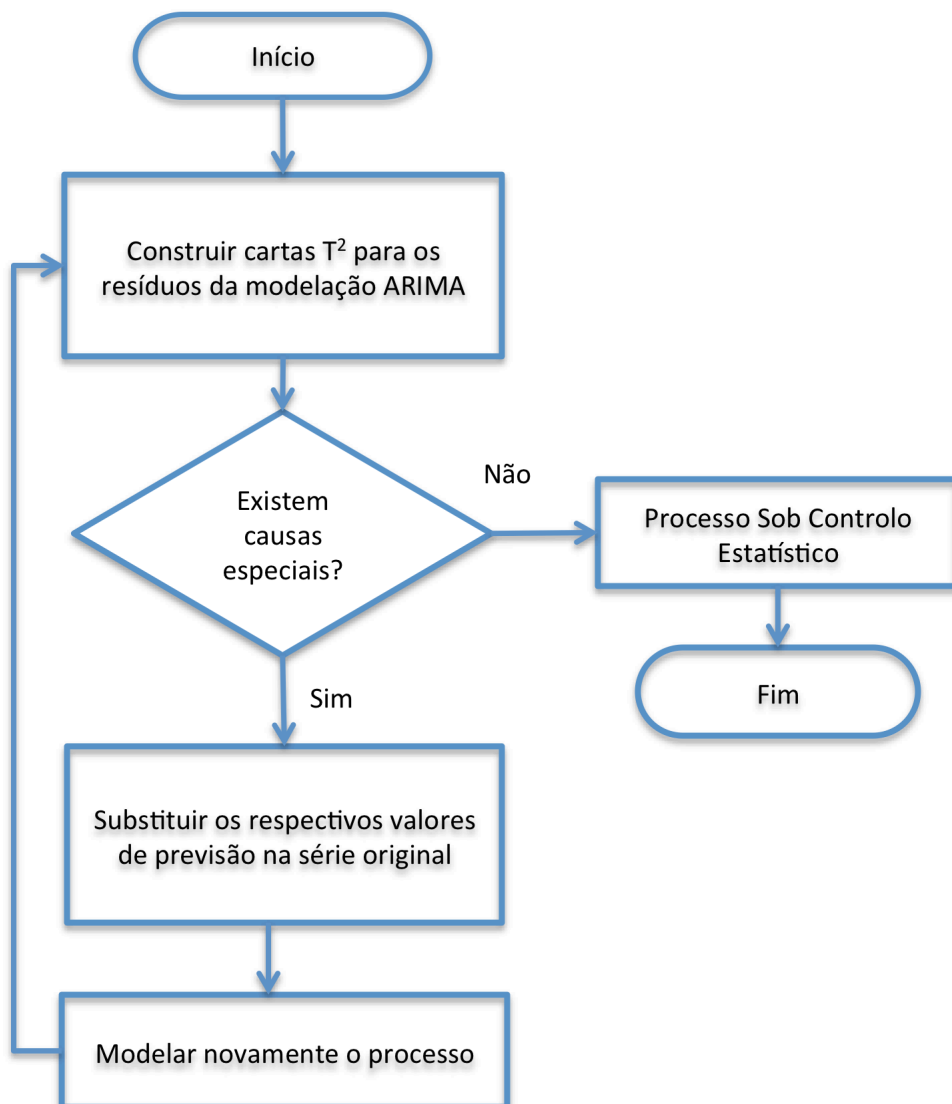 Início
Construir cartas T² para os
resíduos da modelação ARIMA
Existem
causas
especiais?
Não
Processo Sob Controlo
Estatístico
Fim
Sim
Substituir os respectivos valores
de previsão na série original
Modelar novamente o processo